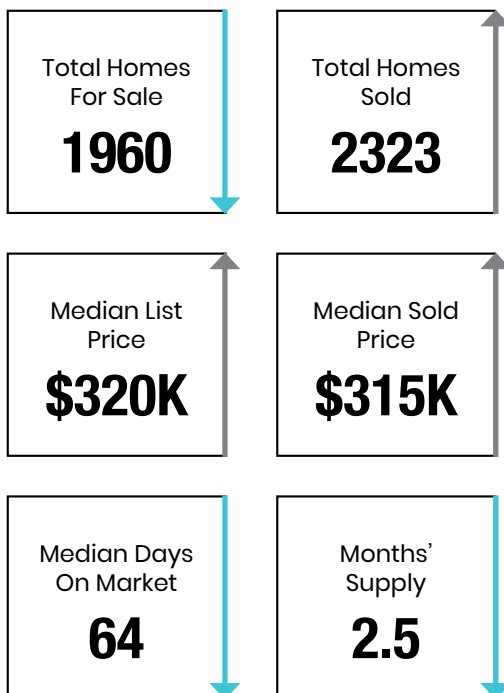 Total Homes
For Sale
1960
Total Homes
Sold
2323
Median List
Price
$320K
Median Sold
Price
$315K
Median Days
On Market
64
Months’
Supply
2.5